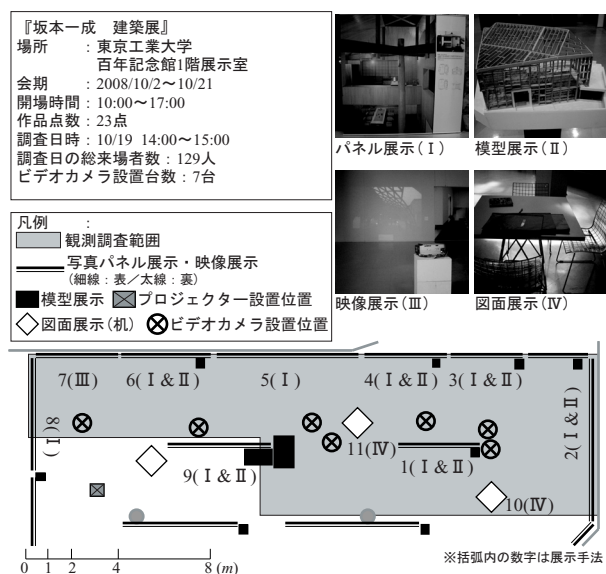 『坂本一成　建築展』
場所　　：東京工業大学
百年記念館1階展示室
会期　　：2008/10/2〜10/21
開場時間：10:00〜17:00
作品点数：23点
調査日時：10/19 14:00〜15:00
調査日の総来場者数：129人
ビデオカメラ設置台数：7台
パネル展示(Ⅰ)
模型展示(Ⅱ)
映像展示(Ⅲ)
図面展示(Ⅳ)
凡例　　：
観測調査範囲
写真パネル展示・映像展示
(細線：表／太線：裏)
模型展示 プロジェクター設置位置
図面展示(机) ビデオカメラ設置位置
7(Ⅲ)
6(Ⅰ&Ⅱ)
5(Ⅰ)
4(Ⅰ&Ⅱ)
3(Ⅰ&Ⅱ)
2(Ⅰ&Ⅱ)
8(Ⅰ)
11(Ⅳ)
1(Ⅰ&Ⅱ)
9(Ⅰ&Ⅱ)
10(Ⅳ)
0 1 2 4 8 (m)
※括弧内の数字は展示手法